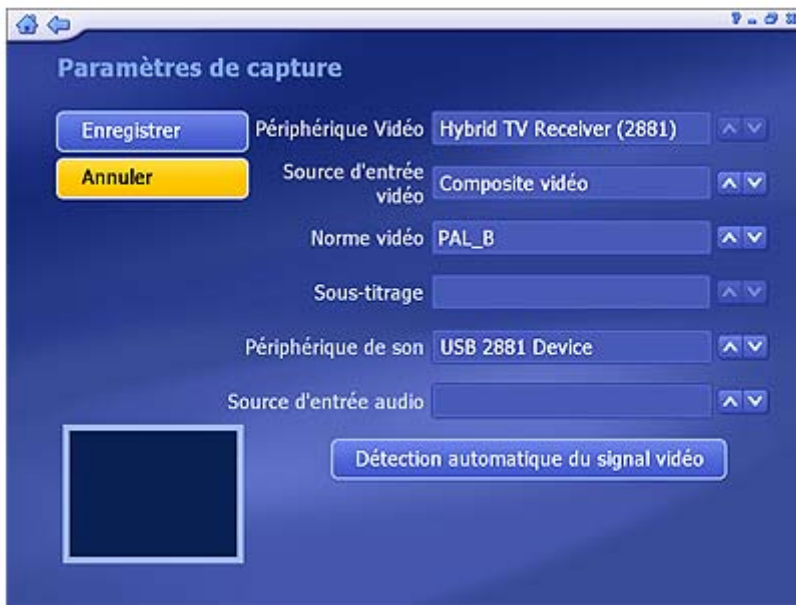 Paramètres de capture
Enregistrer
Annuler
Périphérique Vidéo Hybrid TV Receiver (2881)
Source d'entrée
vidéo Composite vidéo
Norme vidéo PAL_B
Sous-titrage
Périphérique de son USB 2881 Device
Source d'entrée audio
Détection automatique du signal vidéo